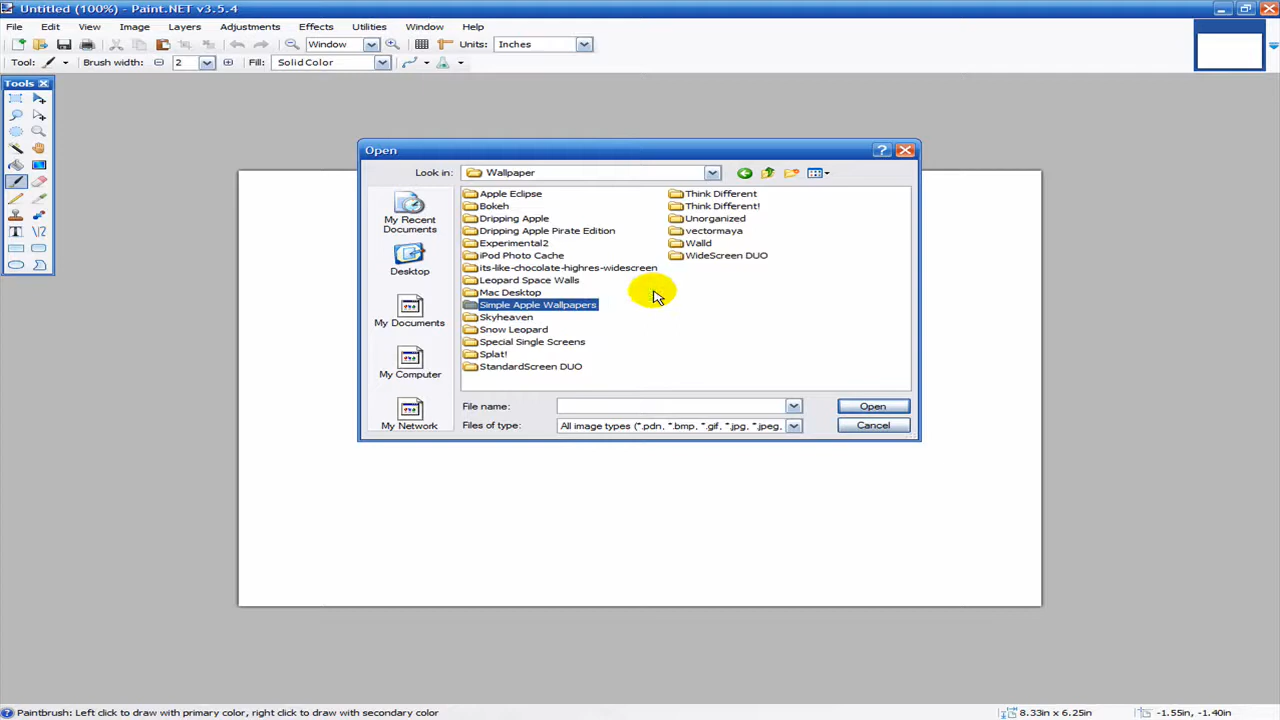 Untitled (100%) - Paint.NET v3.5.4
File Edit View Image Layers Adjustments Effects Utilities Window Help
Window Units: Inches
Tool: Brush width: 2 Fill: Solid Color
Tools
Open
Look in: Wallpaper
My Recent
Documents
Desktop
My Documents
My Computer
My Network
Apple Eclipse
Bokeh
Dripping Apple
Dripping Apple Pirate Edition
Experimental2
iPod Photo Cache
its-like-chocolate-highres-widescreen
Leopard Space Walls
Mac Desktop
Simple Apple Wallpapers
Skyheaven
Snow Leopard
Special Single Screens
Splat!
StandardScreen DUO
Think Different
Think Different!
Unorganized
vectormaya
Walld
WideScreen DUO
File name:
Open
Files of type: All image types (*.pdn, *.bmp, *.gif, *.jpg, *.jpeg,
Cancel
Paintbrush: Left click to draw with primary color, right click to draw with secondary color
8.33in x 6.25in
-1.55in, -1.40in